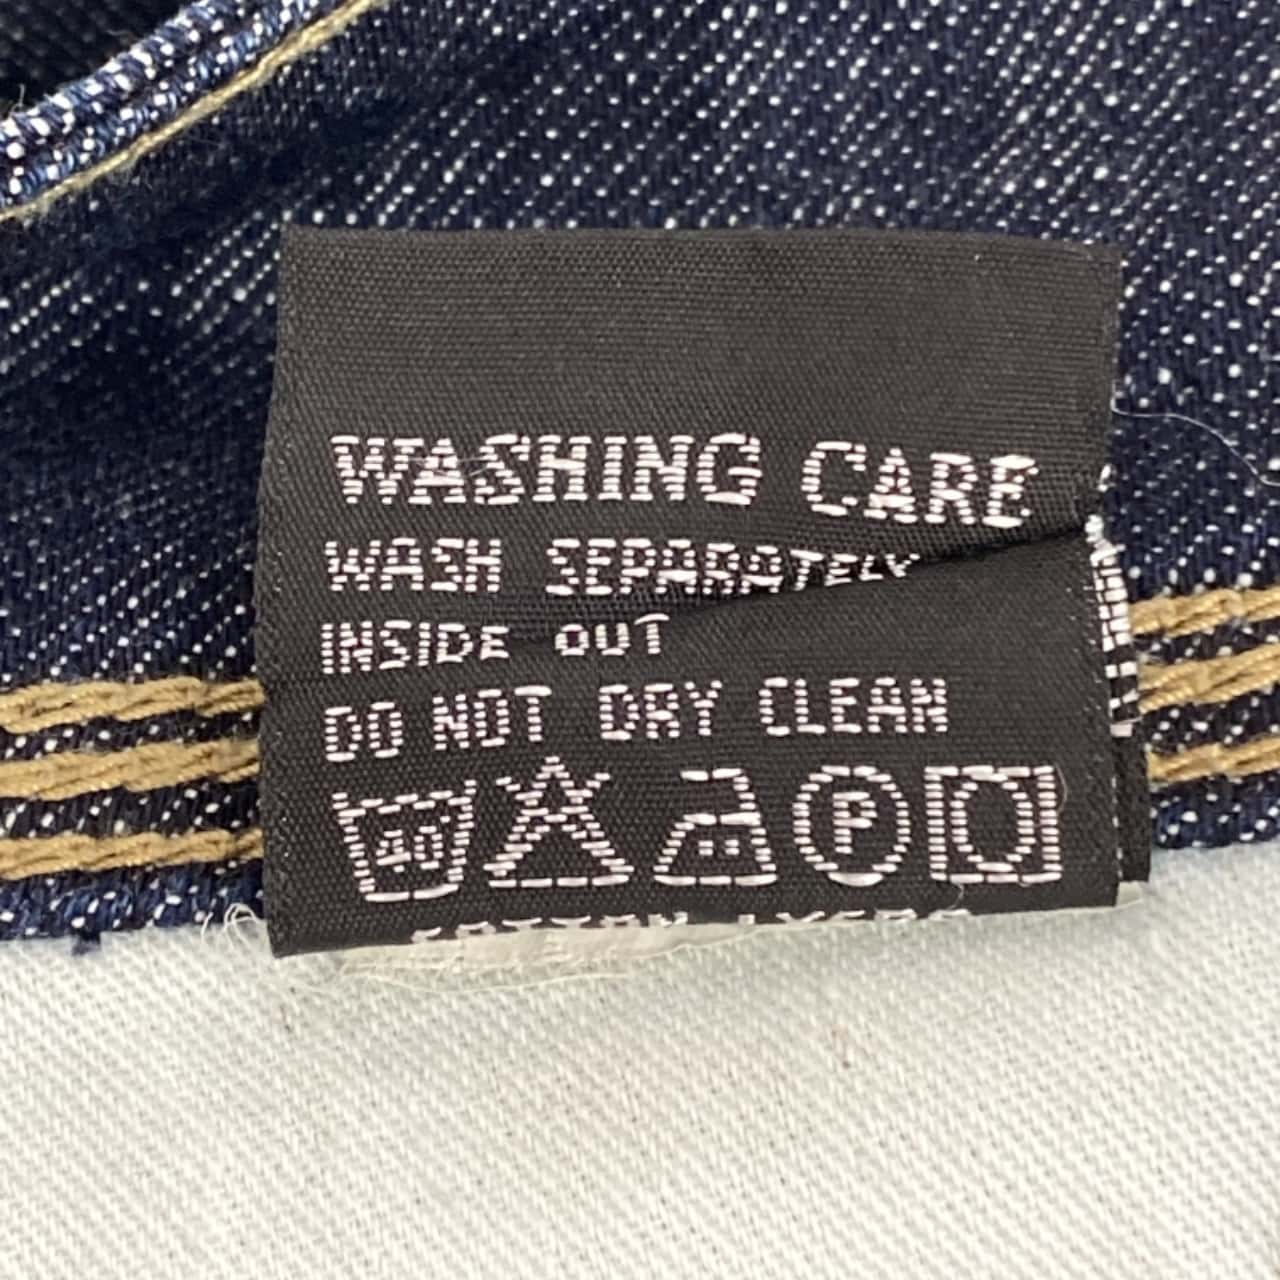 WASHING CARE
WASH SEPARATELY
INSIDE OUT
DO NOT DRY CLEAN
40 P